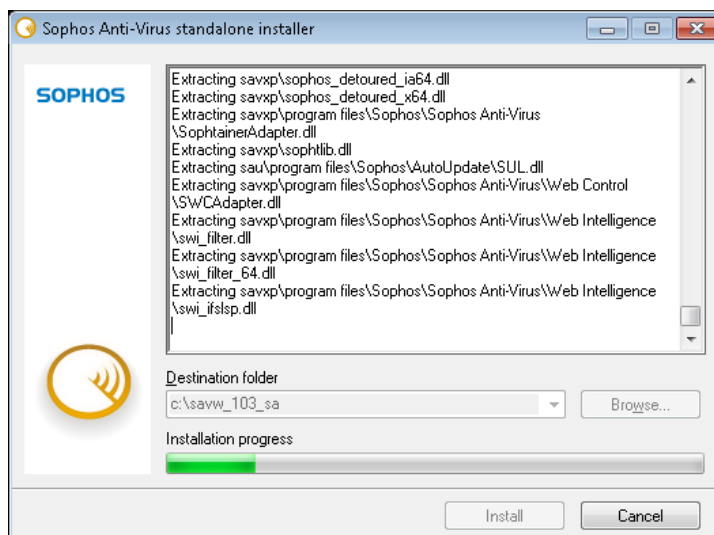 Sophos Anti-Virus standalone installer
SOPHOS
Extracting savxp\sophos_detoured_ia64.dll
Extracting savxp\sophos_detoured_x64.dll
Extracting savxp\program files\Sophos\Sophos Anti-Virus
\SophtainerAdapter.dll
Extracting savxp\sophtlib.dll
Extracting sau\program files\Sophos\AutoUpdate\SUL.dll
Extracting savxp\program files\Sophos\Sophos Anti-Virus\Web Control
\SWCAdapter.dll
Extracting savxp\program files\Sophos\Sophos Anti-Virus\Web Intelligence
\swi_filter.dll
Extracting savxp\program files\Sophos\Sophos Anti-Virus\Web Intelligence
\swi_filter_64.dll
Extracting savxp\program files\Sophos\Sophos Anti-Virus\Web Intelligence
\swi_ifslsp.dll
Destination folder
c:\savw_103_sa
Browse...
Installation progress
Install
Cancel